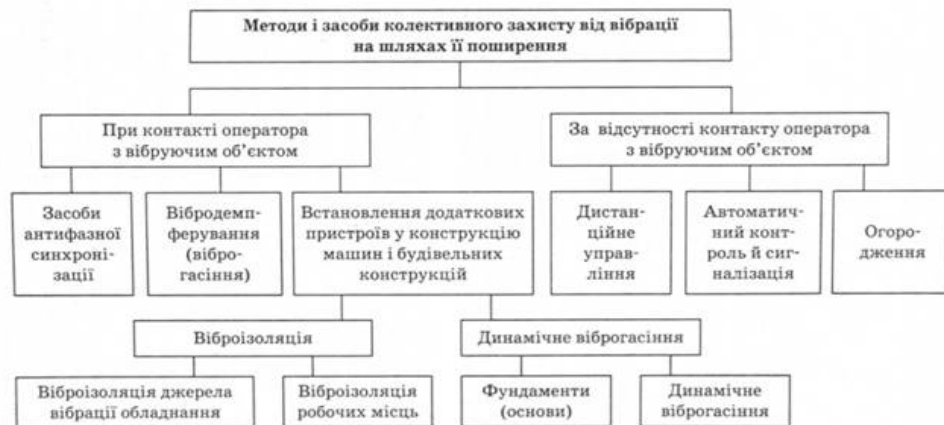 Методи і засоби колективного захисту від вібрації
на шляхах її поширення
При контакті оператора
з вібруючим об’єктом
За відсутності контакту оператора
з вібруючим об’єктом
Засоби
антифазної
синхроні-
зації
Вібродемп-
ферування
(вібро-
гасіння)
Встановлення додаткових
пристроїв у конструкцію
машин і будівельних
конструкцій
Дистан-
ційне
управ-
ління
Автоматич-
ний конт-
роль й сиг-
налізація
Огоро-
дження
Віброізоляція
Динамічне віброгасіння
Віброізоляція джерела
вібрації обладнання
Віброізоляція
робочих місць
Фундаменти
(основи)
Динамічне
віброгасіння